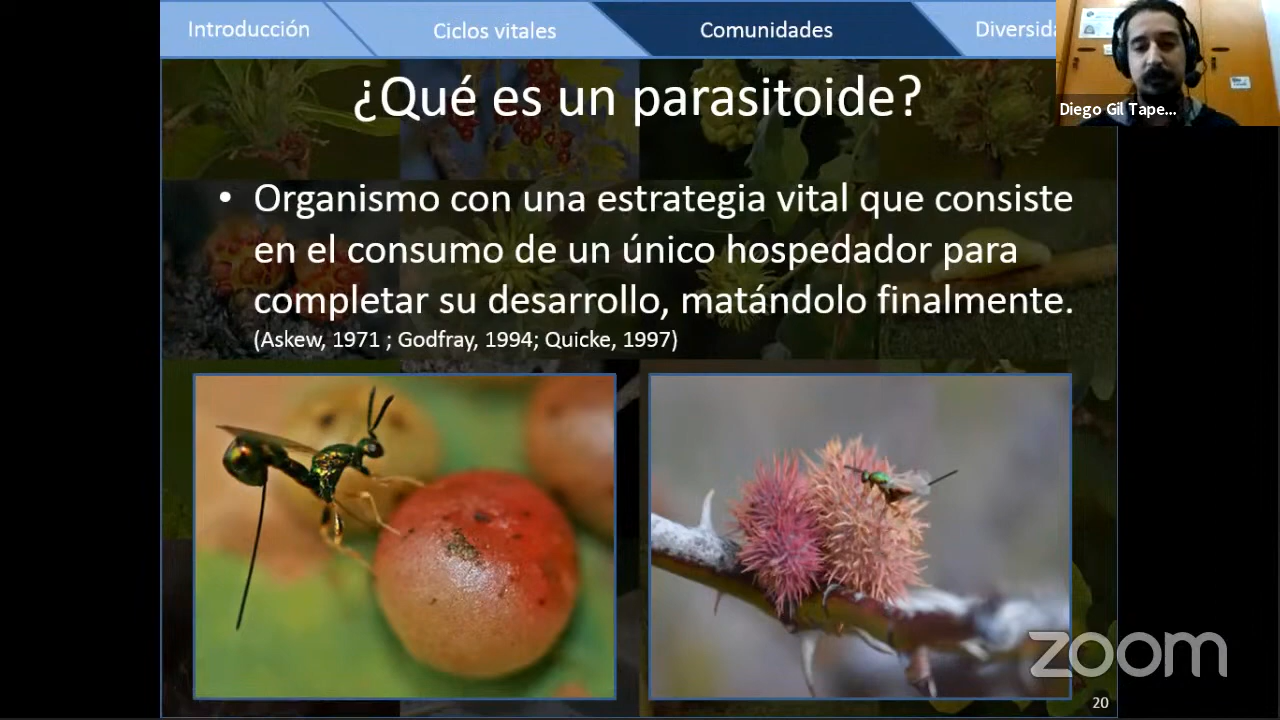 Introducción
Ciclos vitales
Comunidades
Diversida
Diego Gil Tape...
¿Qué es un parasitoide?
• Organismo con una estrategia vital que consiste
en el consumo de un único hospedador para
completar su desarrollo, matándolo finalmente.
(Askew, 1971 ; Godfray, 1994; Quicke, 1997)
zoom
20